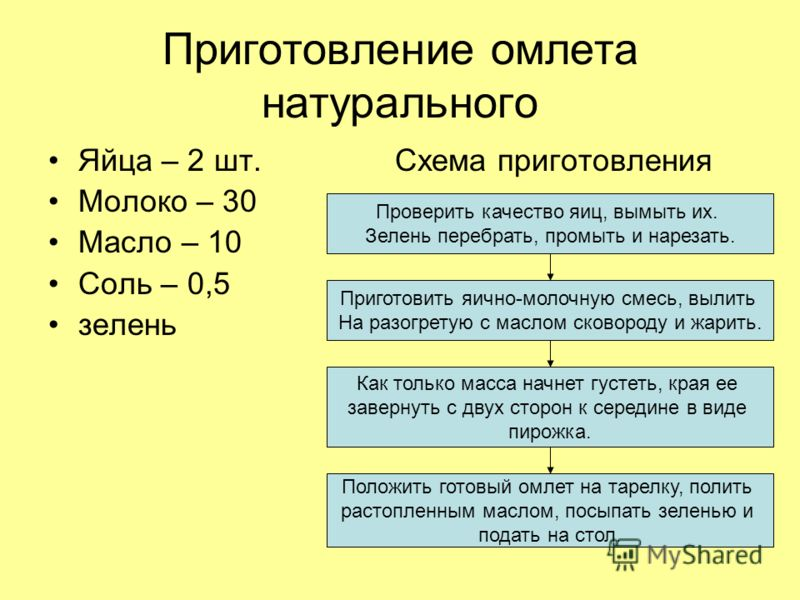 Приготовление омлета
натурального
• Яйца – 2 шт.
• Молоко – 30
• Масло – 10
• Соль – 0,5
• зелень
Схема приготовления
Проверить качество яиц, вымыть их.
Зелень перебрать, промыть и нарезать.
Приготовить яично-молочную смесь, вылить
На разогретую с маслом сковороду и жарить.
Как только масса начнет густеть, края ее
завернуть с двух сторон к середине в виде
пирожка.
Положить готовый омлет на тарелку, полить
растопленным маслом, посыпать зеленью и
подать на стол.
MyShared